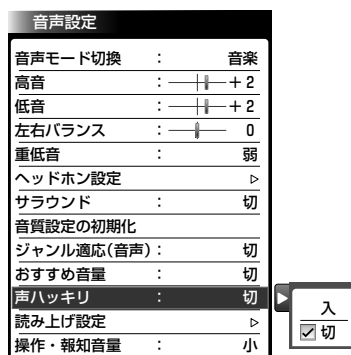 音声設定
音声モード切換 : 音楽
高音 : +2
低音 : +2
左右バランス : 0
重低音 : 弱
ヘッドホン設定
サラウンド : 切
音質設定の初期化
ジャンル適応(音声) : 切
おすすめ音量 : 切
声ハッキリ : 切
読み上げ設定
操作・報知音量 : 小
入
切